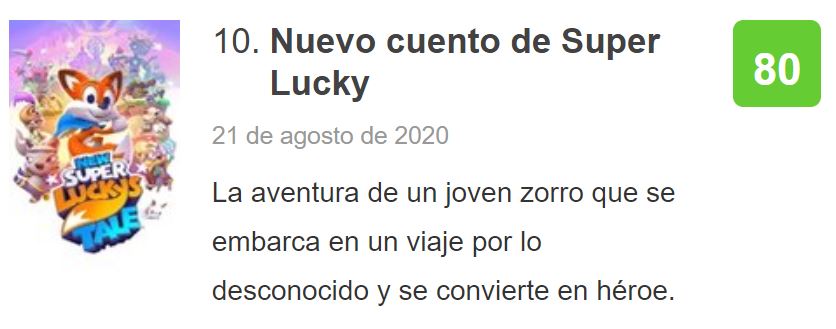 10. Nuevo cuento de Super
Lucky
80
21 de agosto de 2020
La aventura de un joven zorro que se
embarca en un viaje por lo
desconocido y se convierte en héroe.
NEW
SUPER
LUCKY'S
TALE